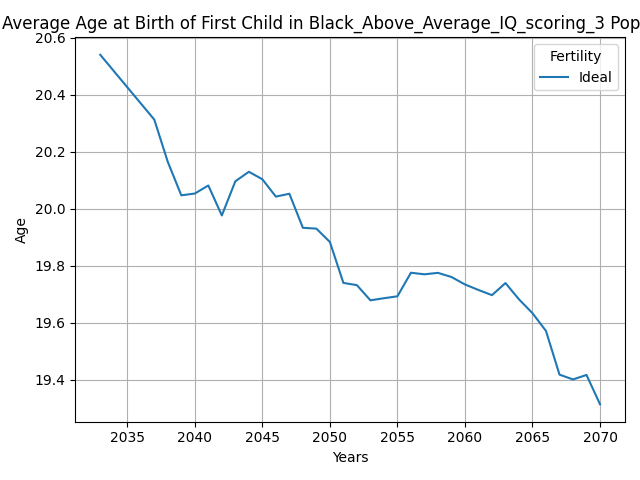 Average Age at Birth of First Child in Black_Above_Average_IQ_scoring_3 Pop
20.6
20.4
20.2
20.0
19.8
19.6
19.4
Age
Fertility
Ideal
2035 2040 2045 2050 2055 2060 2065 2070
Years